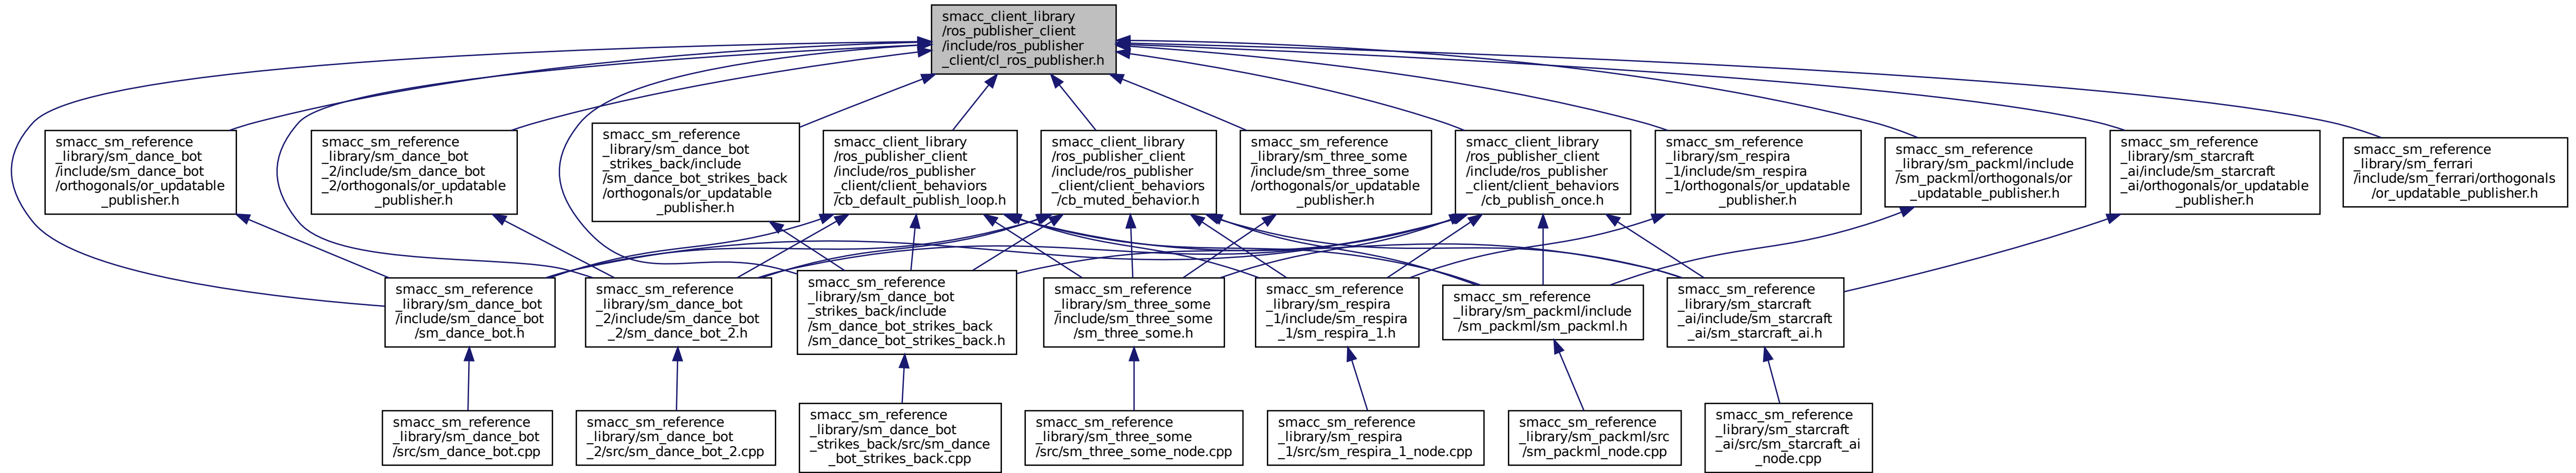 smacc_client_library
/ros_publisher_client
/include/ros_publisher
_client/cl_ros_publisher.h
smacc_sm_reference
_library/sm_dance_bot
/include/sm_dance_bot
/orthogonals/or_updatable
_publisher.h
smacc_sm_reference
_library/sm_dance_bot
_2/include/sm_dance_bot
_2/orthogonals/or_updatable
_publisher.h
smacc_sm_reference
_library/sm_dance_bot
_strikes_back/include
/sm_dance_bot_strikes_back
/orthogonals/or_updatable
_publisher.h
smacc_client_library
/ros_publisher_client
/include/ros_publisher
_client/client_behaviors
/cb_default_publish_loop.h
smacc_client_library
/ros_publisher_client
/include/ros_publisher
_client/client_behaviors
/cb_muted_behavior.h
smacc_sm_reference
_library/sm_three_some
/include/sm_three_some
/orthogonals/or_updatable
_publisher.h
smacc_client_library
/ros_publisher_client
/include/ros_publisher
_client/client_behaviors
/cb_publish_once.h
smacc_sm_reference
_library/sm_respira
_1/include/sm_respira
_1/orthogonals/or_updatable
_publisher.h
smacc_sm_reference
_library/sm_packml/include
/sm_packml/orthogonals/or
_updatable_publisher.h
smacc_sm_reference
_library/sm_starcraft
_ai/include/sm_starcraft
_ai/orthogonals/or_updatable
_publisher.h
smacc_sm_reference
_library/sm_ferrari
/include/sm_ferrari/orthogonals
/or_updatable_publisher.h
smacc_sm_reference
_library/sm_dance_bot
/include/sm_dance_bot
/sm_dance_bot.h
smacc_sm_reference
_library/sm_dance_bot
_2/include/sm_dance_bot
_2/sm_dance_bot_2.h
smacc_sm_reference
_library/sm_dance_bot
_strikes_back/include
/sm_dance_bot_strikes_back
/sm_dance_bot_strikes_back.h
smacc_sm_reference
_library/sm_three_some
/include/sm_three_some
/sm_three_some.h
smacc_sm_reference
_library/sm_respira
_1/include/sm_respira
_1/sm_respira_1.h
smacc_sm_reference
_library/sm_packml/include
/sm_packml/sm_packml.h
smacc_sm_reference
_library/sm_starcraft
_ai/include/sm_starcraft
_ai/sm_starcraft_ai.h
smacc_sm_reference
_library/sm_dance_bot
/src/sm_dance_bot.cpp
smacc_sm_reference
_library/sm_dance_bot
_2/src/sm_dance_bot_2.cpp
smacc_sm_reference
_library/sm_dance_bot
_strikes_back/src/sm_dance
_bot_strikes_back.cpp
smacc_sm_reference
_library/sm_three_some
/src/sm_three_some_node.cpp
smacc_sm_reference
_library/sm_respira
_1/src/sm_respira_1_node.cpp
smacc_sm_reference
_library/sm_packml/src
/sm_packml_node.cpp
smacc_sm_reference
_library/sm_starcraft
_ai/src/sm_starcraft_ai
_node.cpp